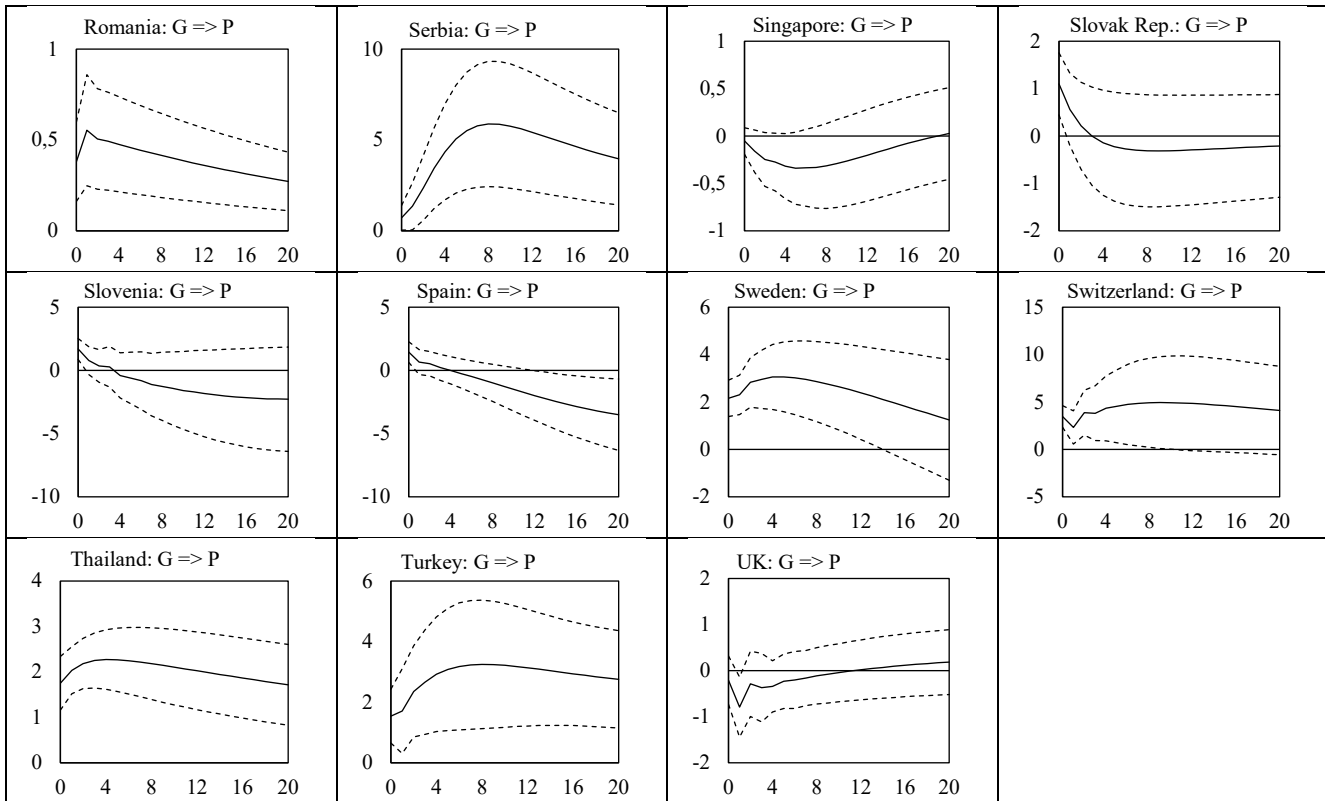 Romania: G => P
1
0,5
0
0 4 8 12 16 20
Serbia: G => P
10
5
0
0 4 8 12 16 20
Singapore: G => P
1
0,5
0
-0,5
-1
0 4 8 12 16 20
Slovak Rep.: G => P
2
1
0
-1
-2
0 4 8 12 16 20
Slovenia: G => P
5
0
-5
-10
0 4 8 12 16 20
Spain: G => P
5
0
-5
-10
0 4 8 12 16 20
Sweden: G => P
6
4
2
0
-2
0 4 8 12 16 20
Switzerland: G => P
15
10
5
0
-5
0 4 8 12 16 20
Thailand: G => P
4
3
2
1
0
0 4 8 12 16 20
Turkey: G => P
6
4
2
0
0 4 8 12 16 20
UK: G => P
2
1
0
-1
-2
0 4 8 12 16 20